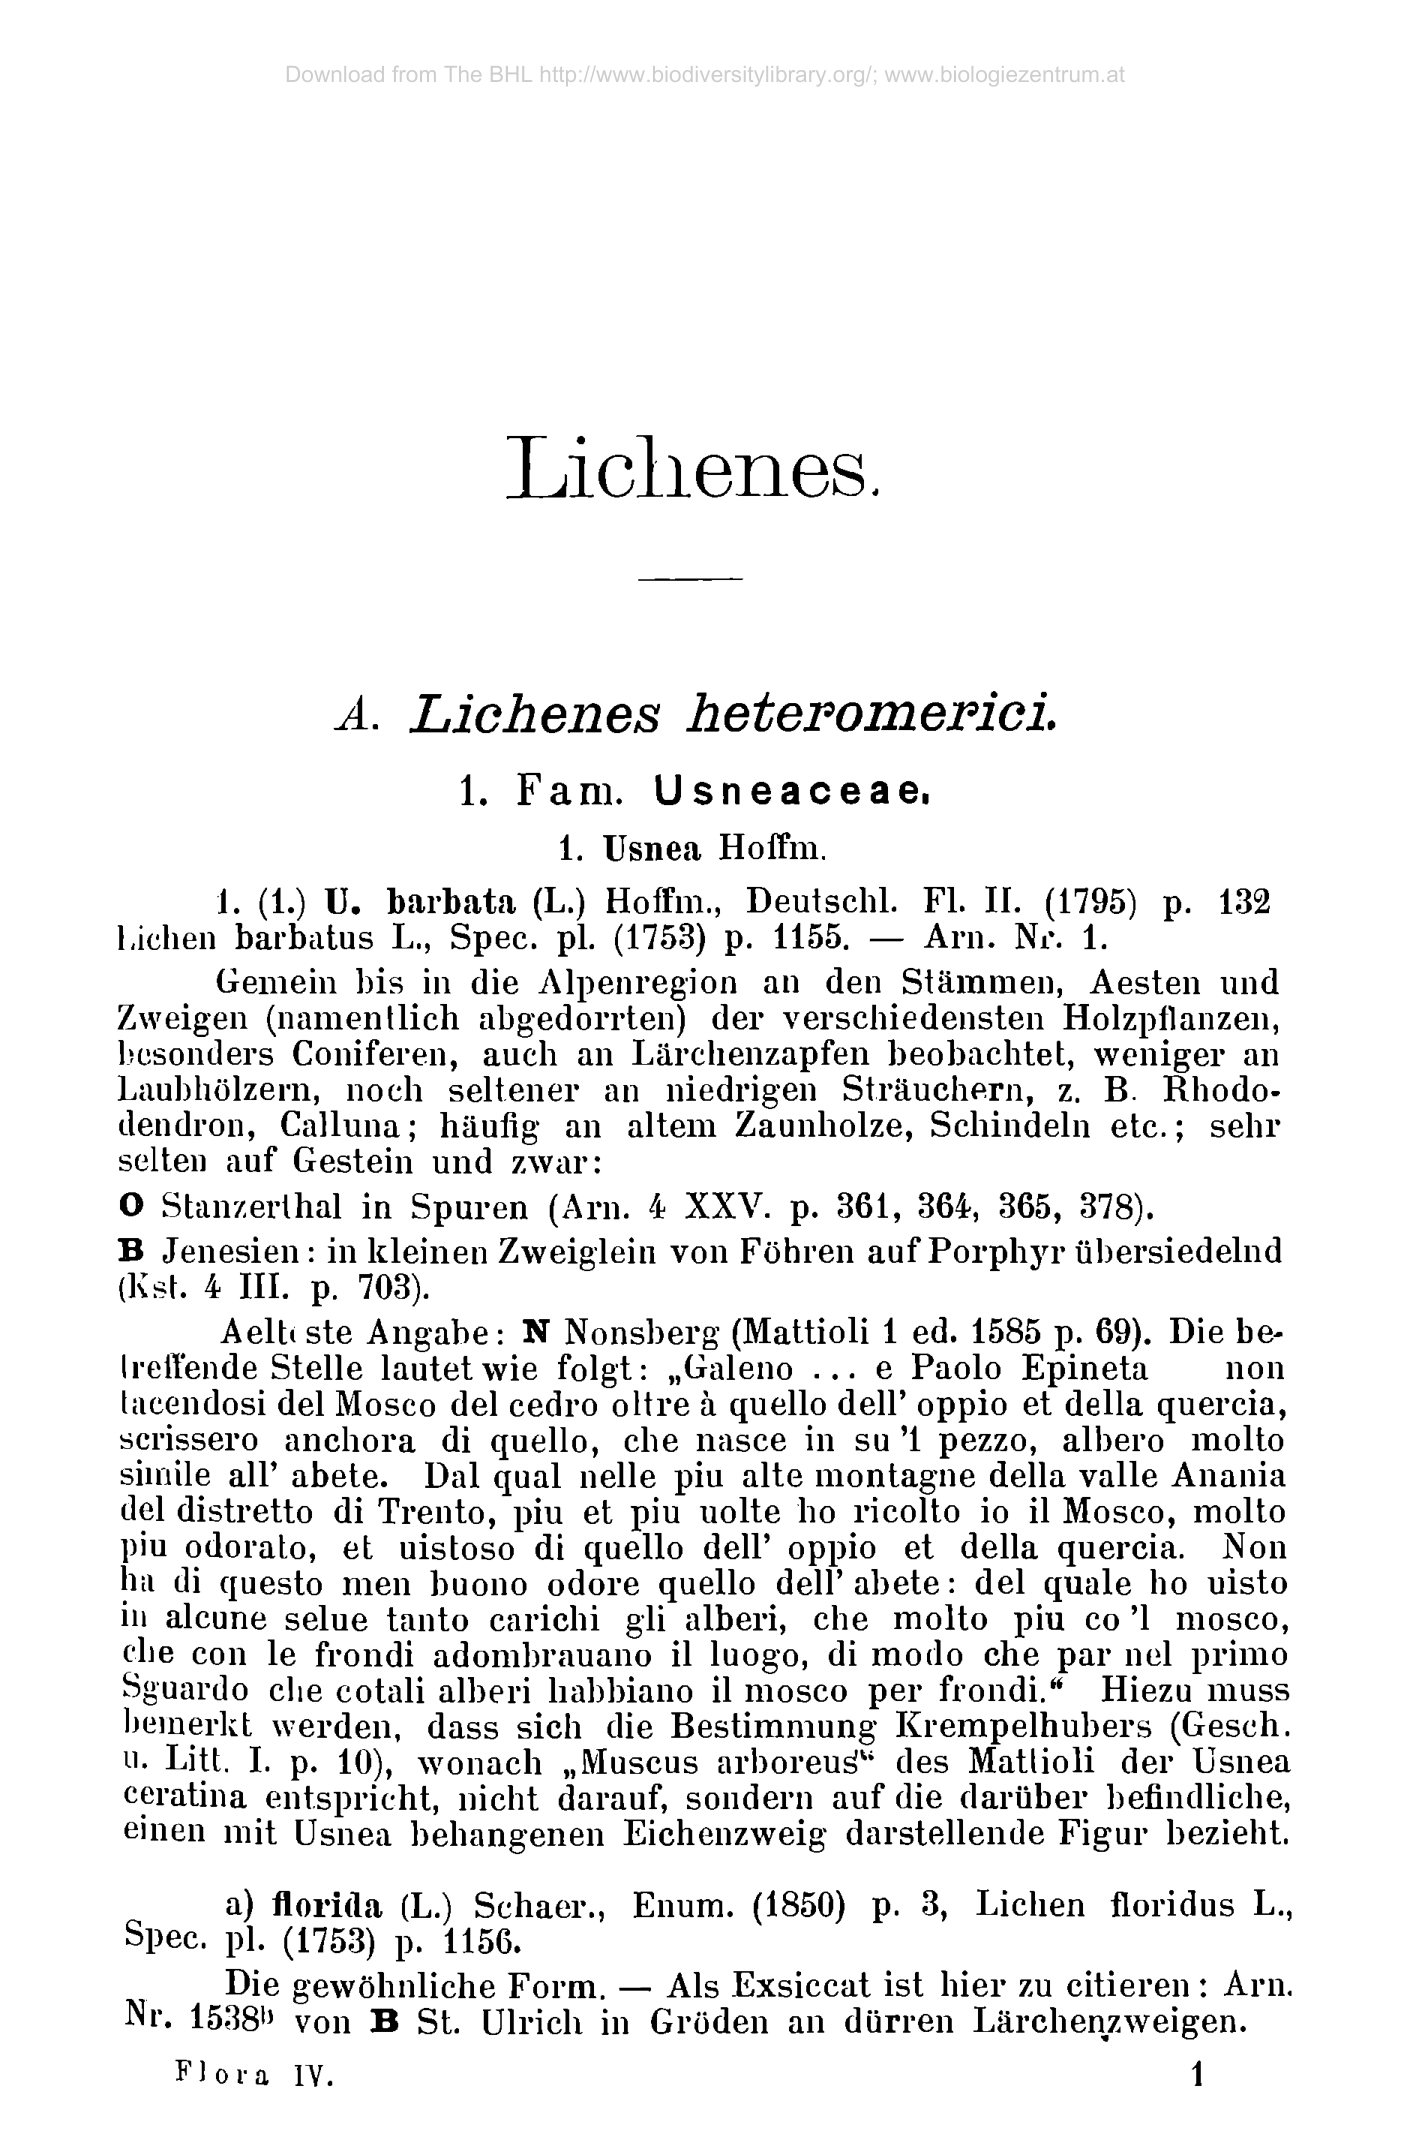 Download from The BHL http://www.biodiversitylibrary.org/; www.biologiezentrum.at
Lichenes.
A. Lichenes heteromerici.
1. Fam. Usneaceae.
1. Usnea Hoffm.
1. (1.) U. barbata (L.) Hoffm., Deutschl. Fl. II. (1795) p. 132
Lichen barbatus L., Spec. pl. (1753) p. 1155. — Arn. Nr. 1.
Gemein bis in die Alpenregion an den Stämmen, Aesten und
Zweigen (namentlich abgedorrten) der verschiedensten Holzpflanzen,
besonders Coniferen, auch an Lärchenzapfen beobachtet, weniger an
Laubhölzern, noch seltener an niedrigen Sträuchern, z. B. Rhodo-
dendron, Calluna; häufig an altem Zaunholze, Schindeln etc.; sehr
selten auf Gestein und zwar:
O Stanzerthal in Spuren (Arn. 4 XXV. p. 361, 364, 365, 378).
B Jenesien: in kleinen Zweiglein von Föhren auf Porphyr übersiedelnd
(Kst. 4 III. p. 703).
Aelteste Angabe: N Nonsberg (Mattioli 1 ed. 1585 p. 69). Die be-
treffende Stelle lautet wie folgt: „Galeno ... e Paolo Epineta non
tacendosi del Mosco del cedro oltre à quello dell' oppio et della quercia,
scrissero anchora di quello, che nasce in su 'l pezzo, albero molto
simile all' abete. Dal qual nelle piu alte montagne della valle Anania
del distretto di Trento, piu et piu uolte ho ricolto io il Mosco, molto
piu odorato, et uistoso di quello dell' oppio et della quercia. Non
ha di questo men buono odore quello dell' abete: del quale ho uisto
in alcune selue tanto carichi gli alberi, che molto piu co 'l mosco,
che con le frondi adombrauano il luogo, di modo che par nel primo
Sguardo che cotali alberi habbiano il mosco per frondi.“ Hiezu muss
bemerkt werden, dass sich die Bestimmung Krempelhubers (Gesch.
u. Litt. I. p. 10), wonach „Muscus arboreus“ des Mattioli der Usnea
ceratina entspricht, nicht darauf, sondern auf die darüber befindliche,
einen mit Usnea behangenen Eichenzweig darstellende Figur bezieht.
a) florida (L.) Schaer., Enum. (1850) p. 3, Lichen floridus L.,
Spec. pl. (1753) p. 1156.
Die gewöhnliche Form. — Als Exsiccat ist hier zu citieren: Arn.
Nr. 1538b von B St. Ulrich in Gröden an dürren Lärchenzweigen.
Flora IV. 1